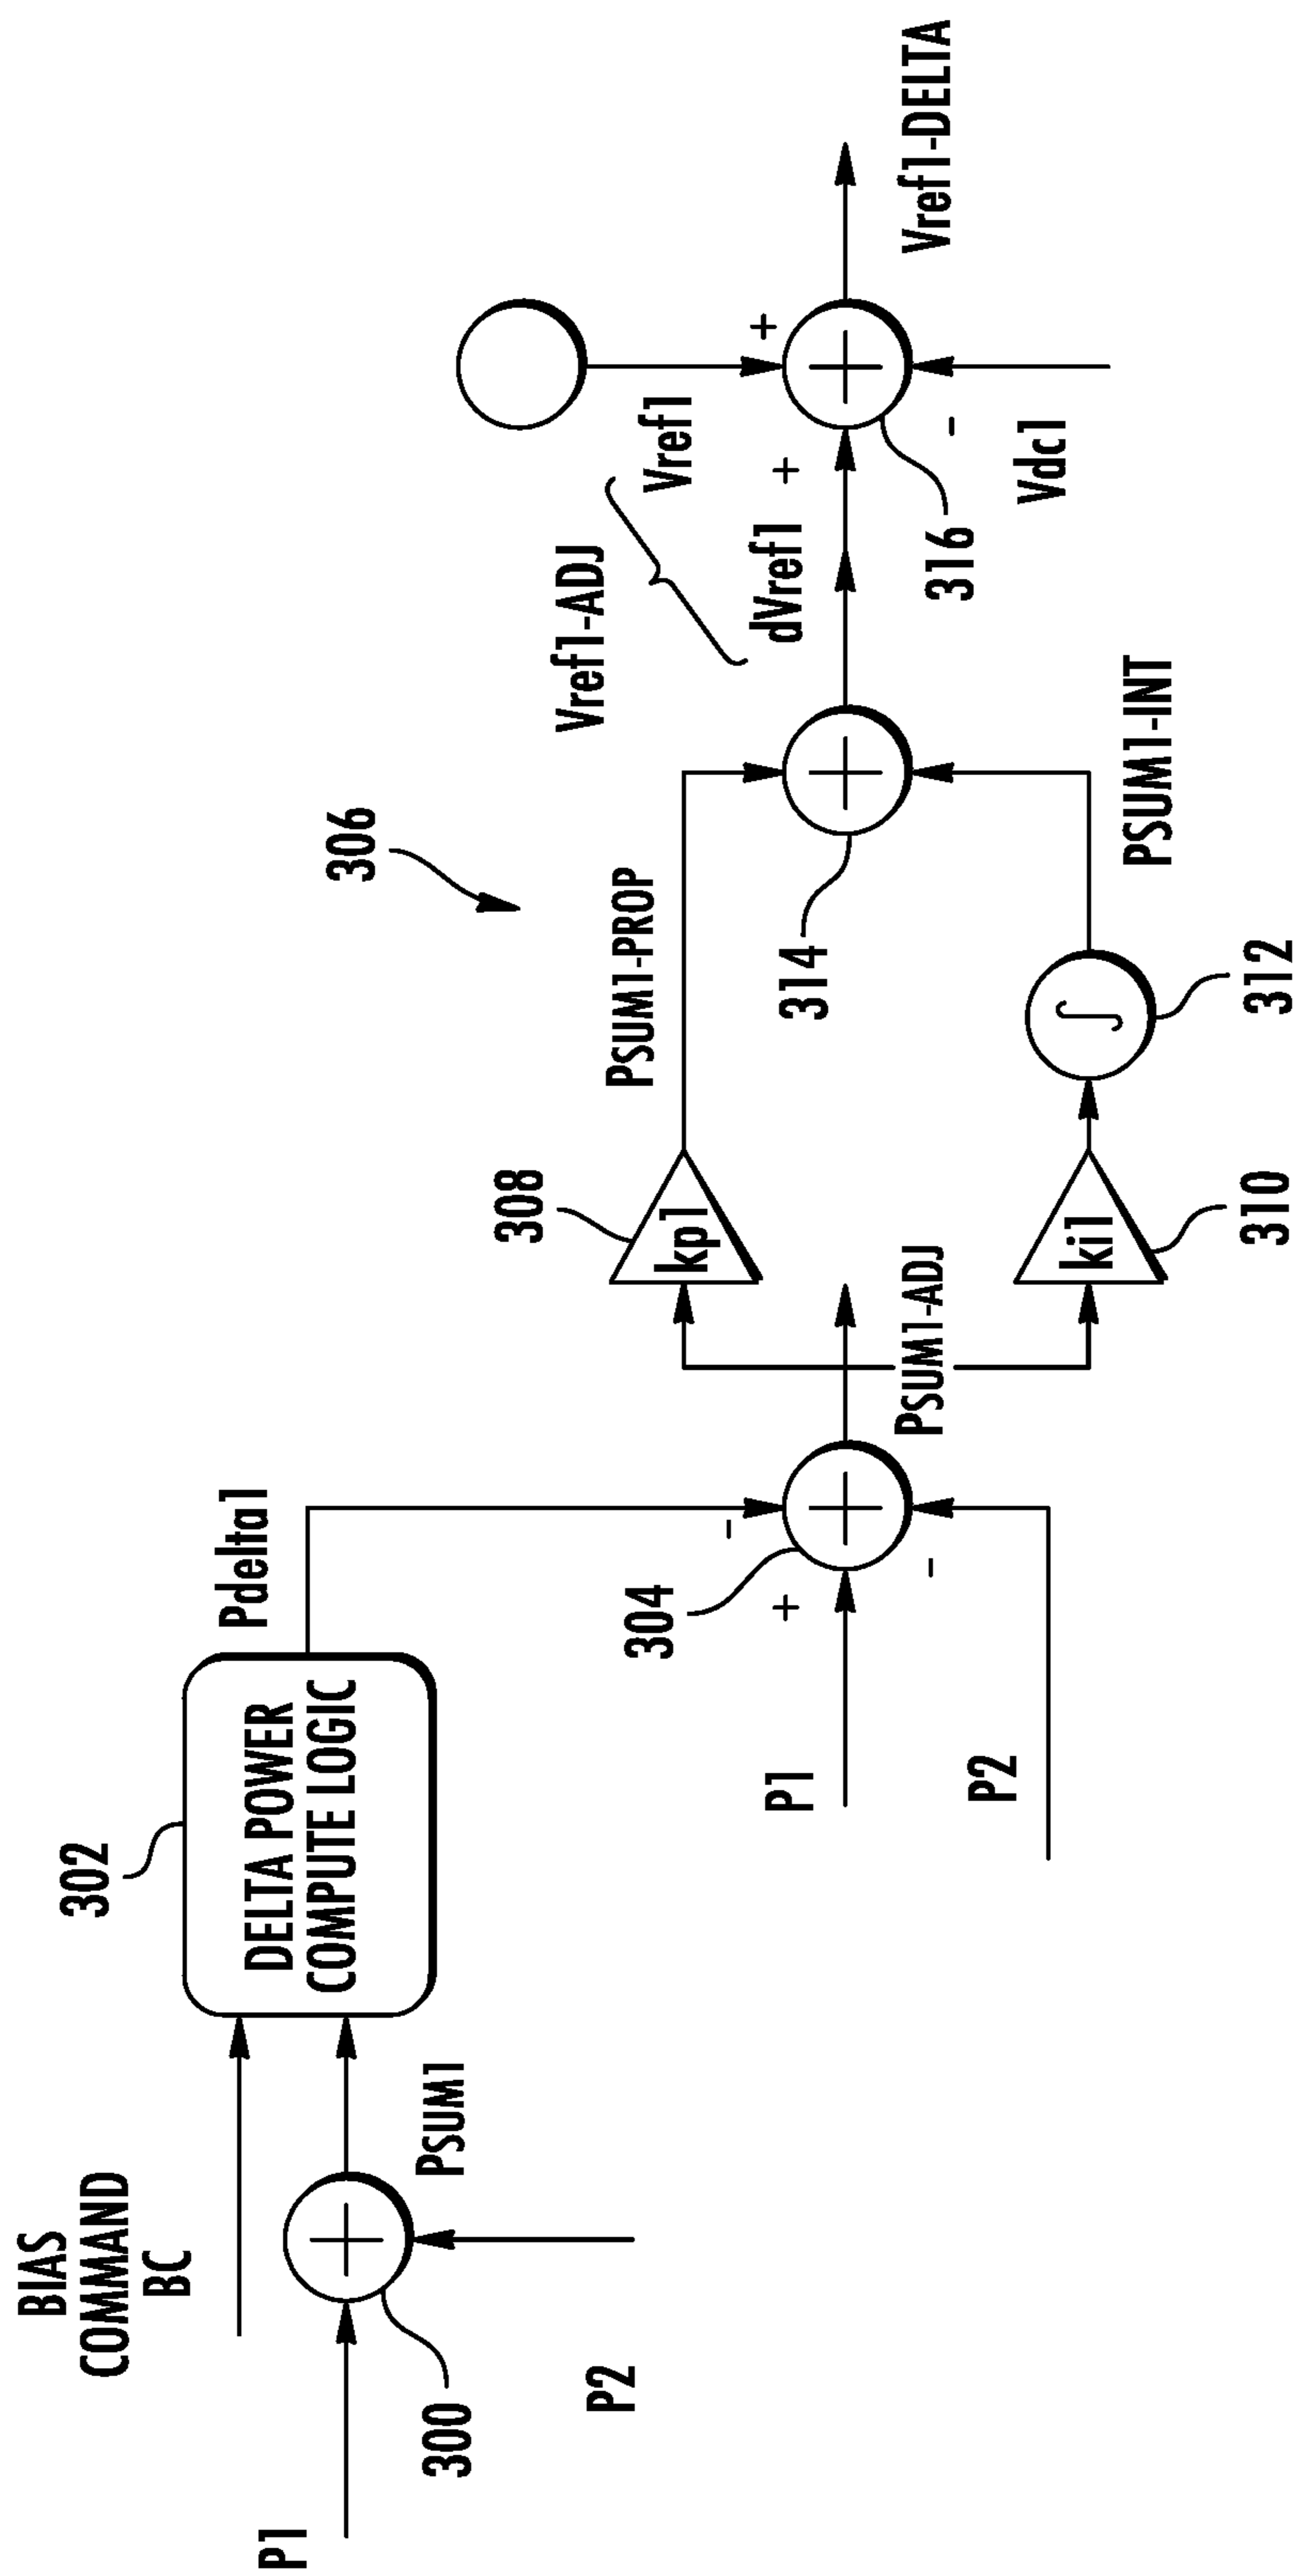 BIAS
COMMAND
BC
P1
300
P2
PSUM1
302
DELTA POWER
COMPUTE LOGIC
Pdelta1
304
-
+
-
P1
P2
PSUM1-ADJ
306
308
kp1
PSUM1-PROP
310
ki1
312
∫
PSUM1-INT
314
Vref1-ADJ
Vref1
dVref1
+
+
-
316
Vdc1
Vref1-DELTA